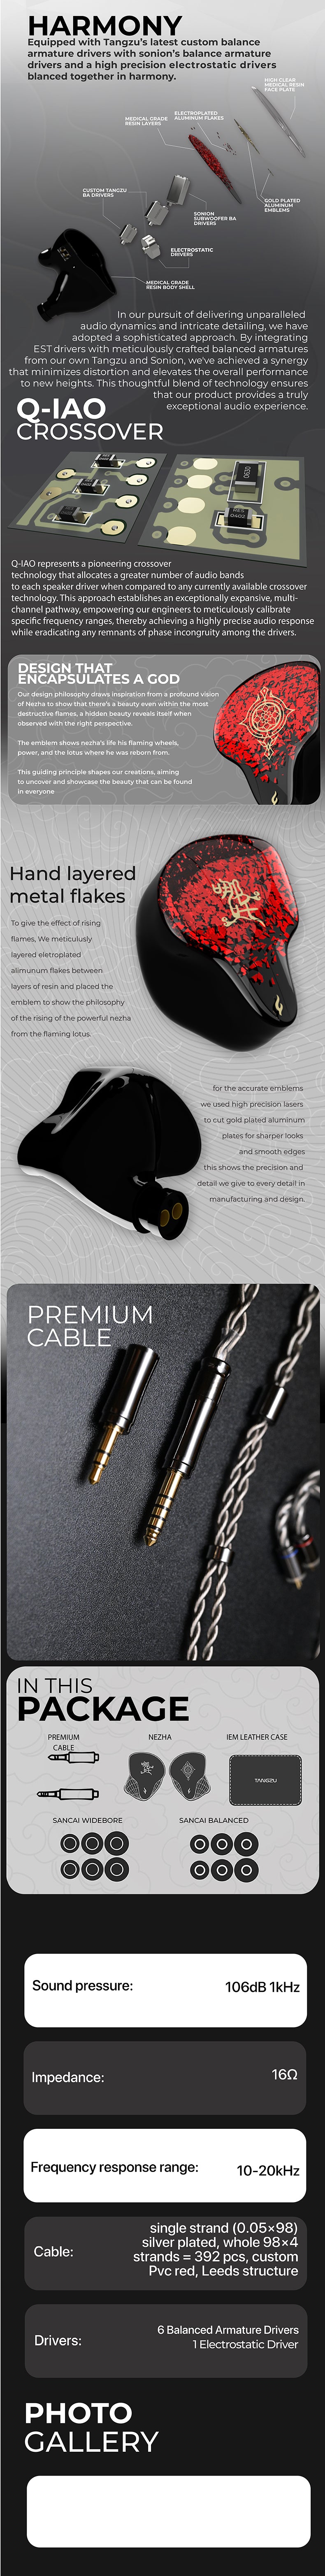 HARMONY
Equipped with Tangzu's latest custom balance
armature drivers with sonion's balance armature
drivers and a high precision electrostatic drivers
blanced together in harmony.
HIGH CLEAR
MEDICAL RESIN
FACE PLATE
ELECTROPLATED
ALUMINUM FLAKES
MEDICAL GRADE
RESIN LAYERS
CUSTOM TANGZU
BA DRIVERS
GOLD PLATED
ALUMINUM
EMBLEMS
SONION
SUBWOOFER BA
DRIVERS
ELECTROSTATIC
DRIVERS
MEDICAL GRADE
RESIN BODY SHELL
In our pursuit of delivering unparalleled
audio dynamics and intricate detailing, we have
adopted a sophisticated approach. By integrating
EST drivers with meticulously crafted balanced armatures
from our own Tangzu and Sonion, we've achieved a synergy
that minimizes distortion and elevates the overall performance
to new heights. This thoughtful blend of technology ensures
that our product provides a truly
exceptional audio experience.
Q-IAO
CROSSOVER
Q-IAO represents a pioneering crossover
technology that allocates a greater number of audio bands
to each speaker driver when compared to any currently available crossover
technology. This approach establishes an exceptionally expansive, multi-
channel pathway, empowering our engineers to meticulously calibrate
specific frequency ranges, thereby achieving a highly precise audio response
while eradicating any remnants of phase incongruity among the drivers.
DESIGN THAT
ENCAPSULATES A GOD
Our design philosophy draws inspiration from a profound vision
of Nezha to show that there's a beauty even within the most
destructive flames, a hidden beauty reveals itself when
observed with the right perspective.
The emblem shows nezha's life his flaming wheels,
power, and the lotus where he was reborn from.
This guiding principle shapes our creations, aiming
to uncover and showcase the beauty that can be found
in everyone
Hand layered
metal flakes
To give the effect of rising
flames, We meticulusly
layered eletroplated
alimunum flakes between
layers of resin and placed the
emblem to show the philosophy
of the rising of the powerful nezha
from the flaming lotus.
for the accurate emblems
we used high precision lasers
to cut gold plated aluminum
plates for sharper looks
and smooth edges
this shows the precision and
detail we give to every detail in
manufacturing and design.
PREMIUM
CABLE
IN THIS
PACKAGE
PREMIUM
CABLE
NEZHA
IEM LEATHER CASE
TANGZU
SANCAI WIDEBORE
SANCAI BALANCED
Sound pressure:
106dB 1kHz
Impedance:
16Ω
Frequency response range:
10-20kHz
Cable:
single strand (0.05×98)
silver plated, whole 98×4
strands = 392 pcs, custom
Pvc red, Leeds structure
Drivers:
6 Balanced Armature Drivers
1 Electrostatic Driver
PHOTO
GALLERY